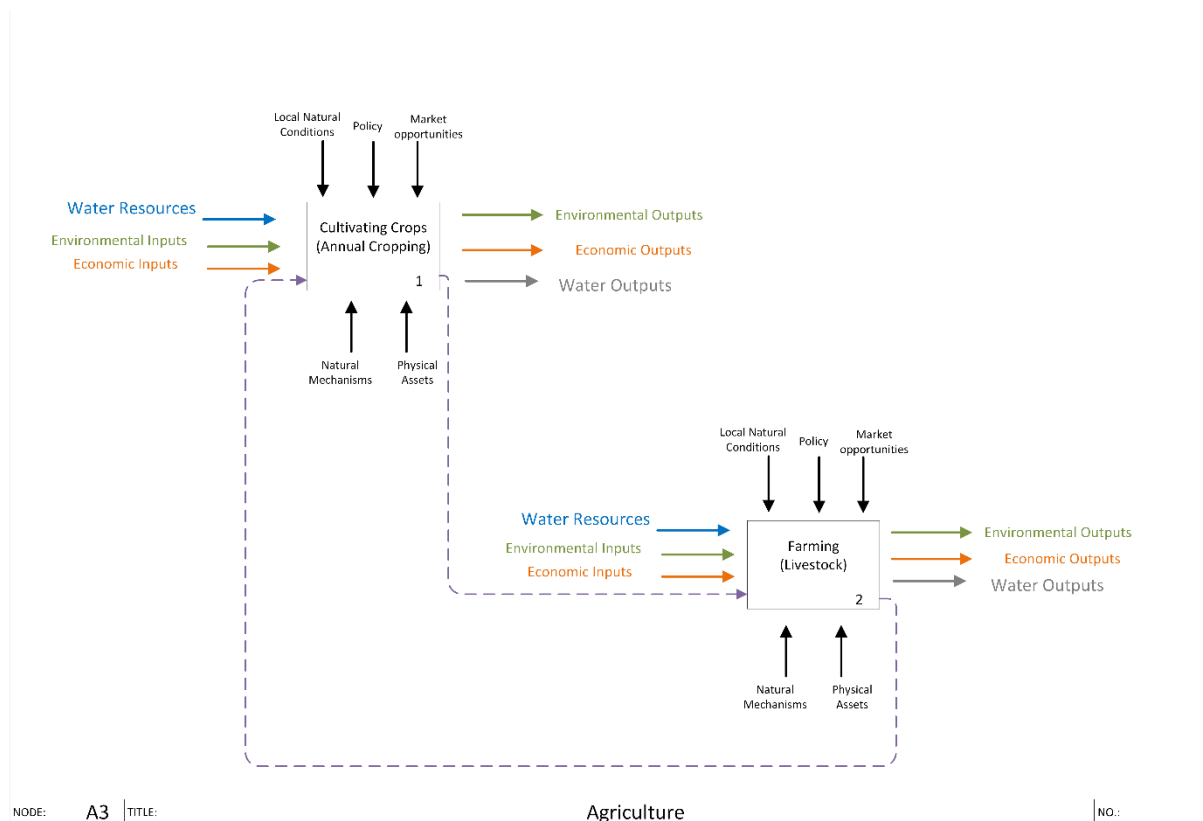 Local Natural
Conditions
Policy
Market
opportunities
Water Resources
Environmental Inputs
Economic Inputs
Cultivating Crops
(Annual Cropping)
1
Environmental Outputs
Economic Outputs
Water Outputs
Natural
Mechanisms
Physical
Assets
Local Natural
Conditions
Policy
Market
opportunities
Water Resources
Environmental Inputs
Economic Inputs
Farming
(Livestock)
2
Environmental Outputs
Economic Outputs
Water Outputs
Natural
Mechanisms
Physical
Assets
NODE: A3 TITLE: Agriculture NO.: